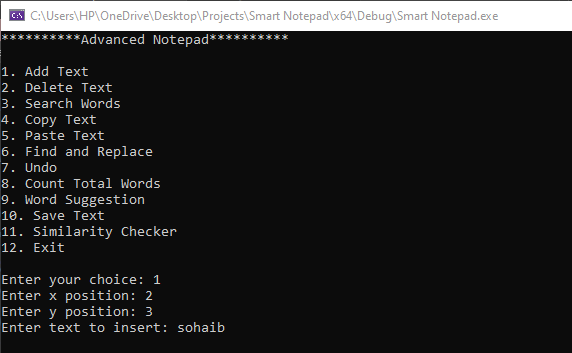 C:\Users\HP\OneDrive\Desktop\Projects\Smart Notepad\x64\Debug\Smart Notepad.exe
**********Advanced Notepad**********
1. Add Text
2. Delete Text
3. Search Words
4. Copy Text
5. Paste Text
6. Find and Replace
7. Undo
8. Count Total Words
9. Word Suggestion
10. Save Text
11. Similarity Checker
12. Exit
Enter your choice: 1
Enter x position: 2
Enter y position: 3
Enter text to insert: sohaib